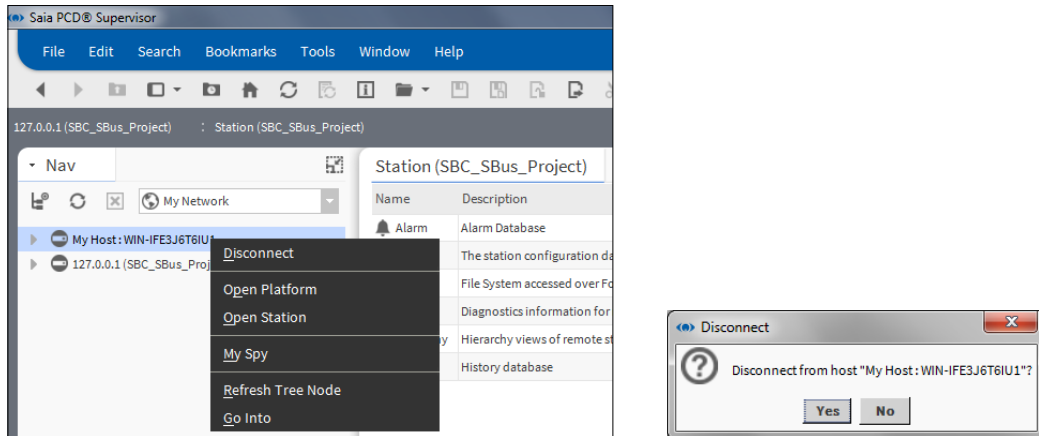 Saia PCD® Supervisor
File Edit Search Bookmarks Tools Window Help
127.0.0.1 (SBC_SBus_Project) : Station (SBC_SBus_Project)
Nav
My Network
My Host : WIN-IFE3J6T6IU1
127.0.0.1 (SBC_SBus_Proj
Disconnect
Open Platform
Open Station
My Spy
Refresh Tree Node
Go Into
Station (SBC_SBus_Project)
Name Description
Alarm Alarm Database
The station configuration da
File System accessed over Fo
Diagnostics information for
y Hierarchy views of remote st
History database
Disconnect
X
Disconnect from host "My Host : WIN-IFE3J6T6IU1"?
Yes No